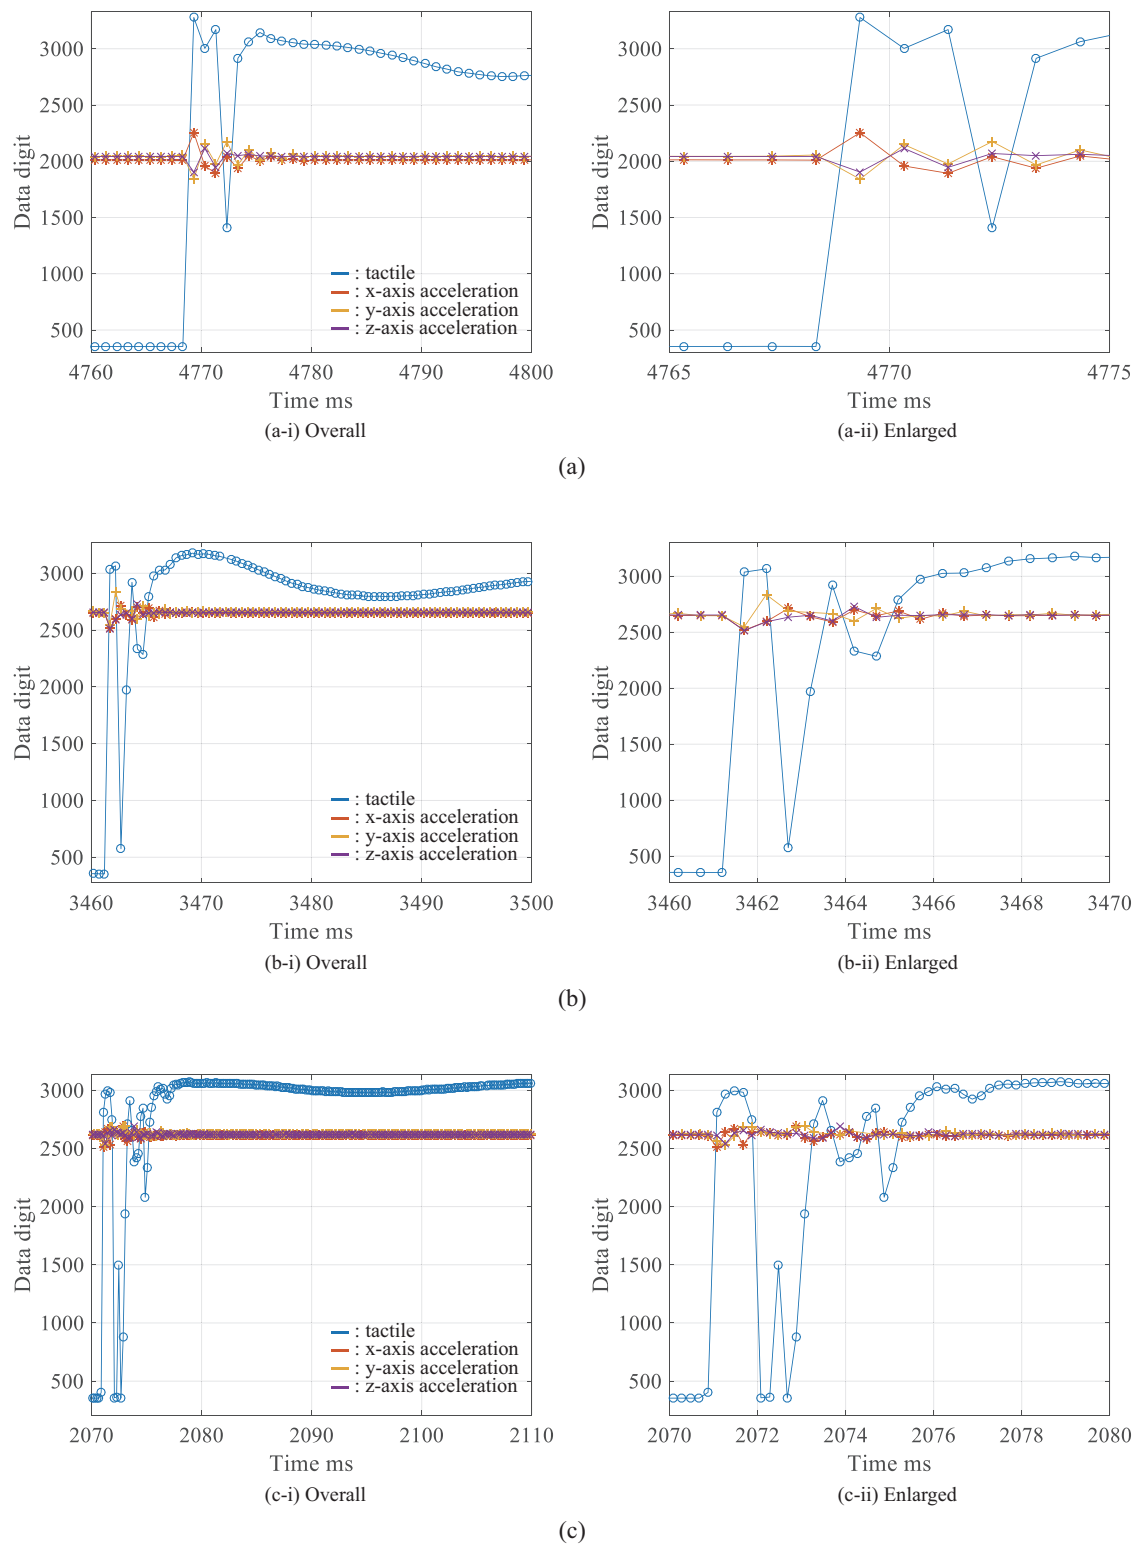 3000
2500
2000
1500
1000
500
Data digit
: tactile
: x-axis acceleration
: y-axis acceleration
: z-axis acceleration
4760 4770 4780 4790 4800
Time ms
(a-i) Overall
3000
2500
2000
1500
1000
500
Data digit
4765 4770 4775
Time ms
(a-ii) Enlarged
(a)
3000
2500
2000
1500
1000
500
Data digit
: tactile
: x-axis acceleration
: y-axis acceleration
: z-axis acceleration
3460 3470 3480 3490 3500
Time ms
(b-i) Overall
3000
2500
2000
1500
1000
500
Data digit
3460 3462 3464 3466 3468 3470
Time ms
(b-ii) Enlarged
(b)
3000
2500
2000
1500
1000
500
Data digit
: tactile
: x-axis acceleration
: y-axis acceleration
: z-axis acceleration
2070 2080 2090 2100 2110
Time ms
(c-i) Overall
3000
2500
2000
1500
1000
500
Data digit
2070 2072 2074 2076 2078 2080
Time ms
(c-ii) Enlarged
(c)